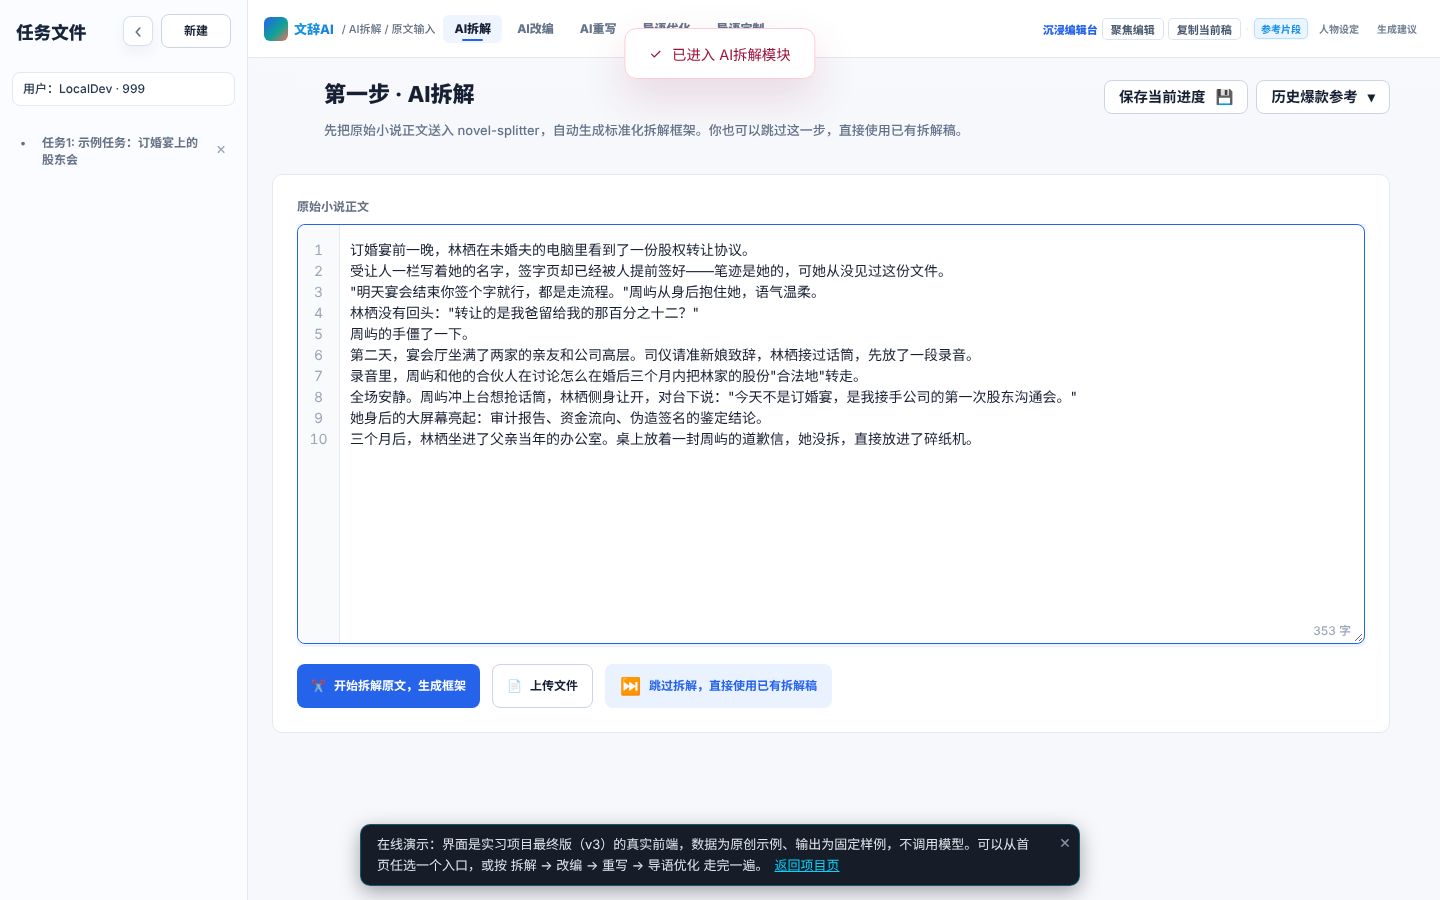 任务文件
新建
用户：LocalDev · 999
任务1: 示例任务：订婚宴上的
股东会
文辞AI / AI拆解 / 原文输入
AI拆解
AI改编
AI重写
导语优化
导语定制
沉浸编辑台
聚焦编辑
复制当前稿
参考片段
人物设定
生成建议
已进入 AI拆解模块
第一步 · AI拆解
保存当前进度
历史爆款参考 ▼
先把原始小说正文送入 novel-splitter，自动生成标准化拆解框架。你也可以跳过这一步，直接使用已有拆解稿。
原始小说正文
1 订婚宴前一晚，林栖在未婚夫的电脑里看到了一份股权转让协议。
2 受让人一栏写着她的名字，签字页却已经被人提前签好——笔迹是她的，可她从没见过这份文件。
3 "明天宴会结束你签个字就行，都是走流程。"周屿从身后抱住她，语气温柔。
4 林栖没有回头："转让的是我爸留给我的那百分之十二？"
5 周屿的手僵了一下。
6 第二天，宴会厅坐满了两家的亲友和公司高层。司仪请准新娘致辞，林栖接过话筒，先放了一段录音。
7 录音里，周屿和他的合伙人在讨论怎么在婚后三个月内把林家的股份"合法地"转走。
8 全场安静。周屿冲上台想抢话筒，林栖侧身让开，对台下说："今天不是订婚宴，是我接手公司的第一次股东沟通会。"
9 她身后的大屏幕亮起：审计报告、资金流向、伪造签名的鉴定结论。
10 三个月后，林栖坐进了父亲当年的办公室。桌上放着一封周屿的道歉信，她没拆，直接放进了碎纸机。
353 字
开始拆解原文，生成框架
上传文件
跳过拆解，直接使用已有拆解稿
在线演示：界面是实习项目最终版（v3）的真实前端，数据为原创示例、输出为固定样例，不调用模型。可以从首
页任选一个入口，或按 拆解 → 改编 → 重写 → 导语优化 走完一遍。 返回项目页